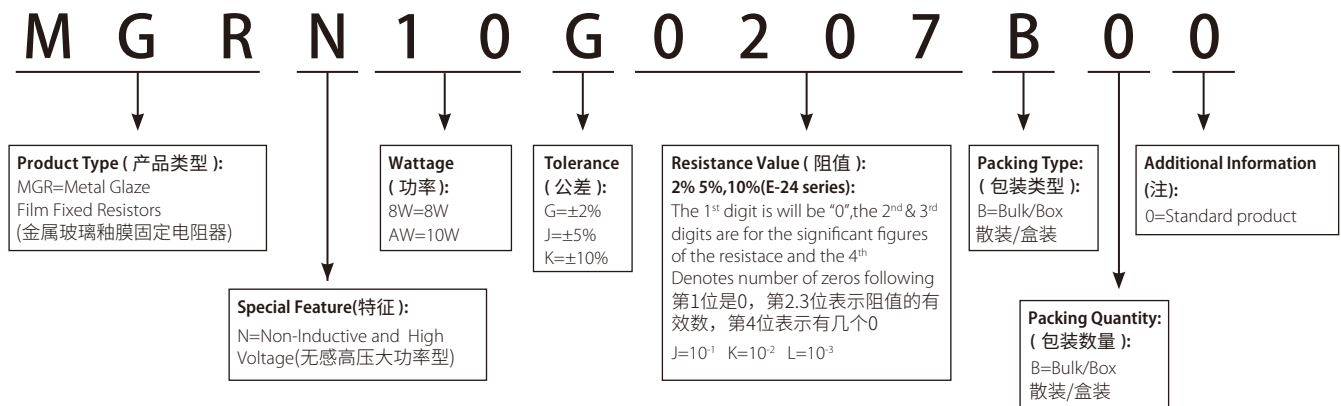 M G R N 1 0 G 0 2 0 7 B 0 0
Product Type ( 产品类型 ):
MGR=Metal Glaze
Film Fixed Resistors
(金属玻璃釉膜固定电阻器)
Special Feature(特征 ):
N=Non-Inductive and High
Voltage(无感高压大功率型)
Wattage
( 功率 ):
8W=8W
AW=10W
Tolerance
( 公差 ):
G=±2%
J=±5%
K=±10%
Resistance Value ( 阻值 ):
2% 5%,10%(E-24 series):
The 1st digit is will be “0”,the 2nd & 3rd
digits are for the significant figures
of the resistace and the 4th
Denotes number of zeros following
第1位是0，第2.3位表示阻值的有
效数，第4位表示有几个0
J=10-1 K=10-2 L=10-3
Packing Type:
( 包装类型 ):
B=Bulk/Box
散装/盒装
Packing Quantity:
( 包装数量 ):
B=Bulk/Box
散装/盒装
Additional Information
(注):
0=Standard product